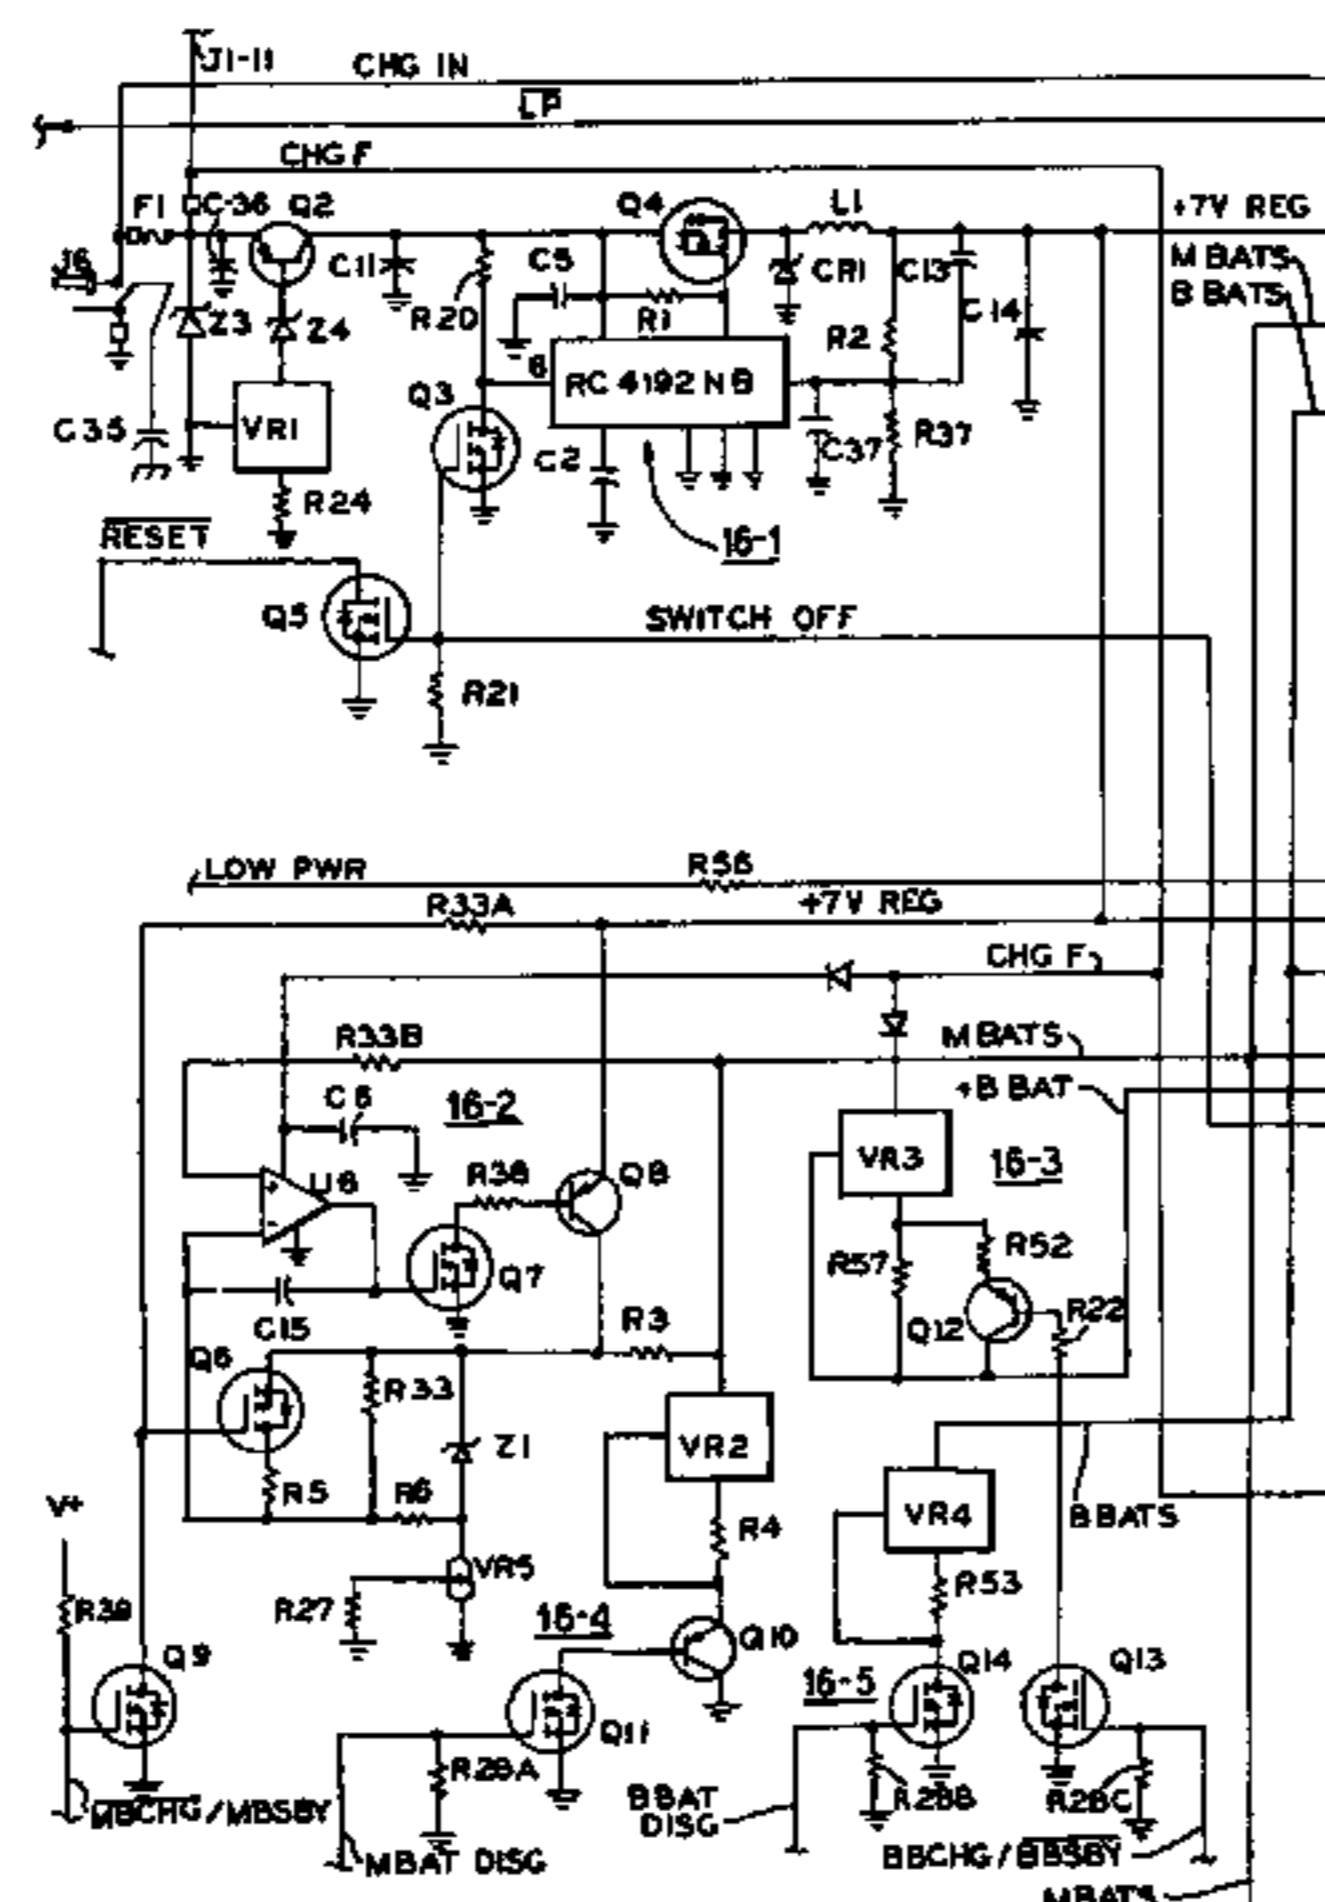 J1-11
CHG IN
LP
CHG F
F1
C-36
Q2
Q4
L1
+7V REG
M BATS
B BATS
J6
C11
C5
CR1
C13
R20
R1
C14
Z3
Z4
R2
6
RC 4192 NB
Q3
C35
VR1
C2
C37
R37
R24
16-1
RESET
Q5
SWITCH OFF
R21
LOW PWR
R56
R33A
+7V REG
CHG F
R33B
M BATS
C6
16-2
+B BAT
VR3
16-3
U6
R38
Q8
+
-
R57
R52
Q7
C15
R3
Q12
R22
Q6
R33
VR2
Z1
R5
R6
V+
R4
VR4
B BATS
VR5
R53
R39
R27
16-4
Q10
Q9
16-5
Q14
Q13
Q11
R28A
R28B
R28C
MBCHG/MBSBY
B BAT
DISG
MBAT DISG
BBCHG/BBSBY
M BATS